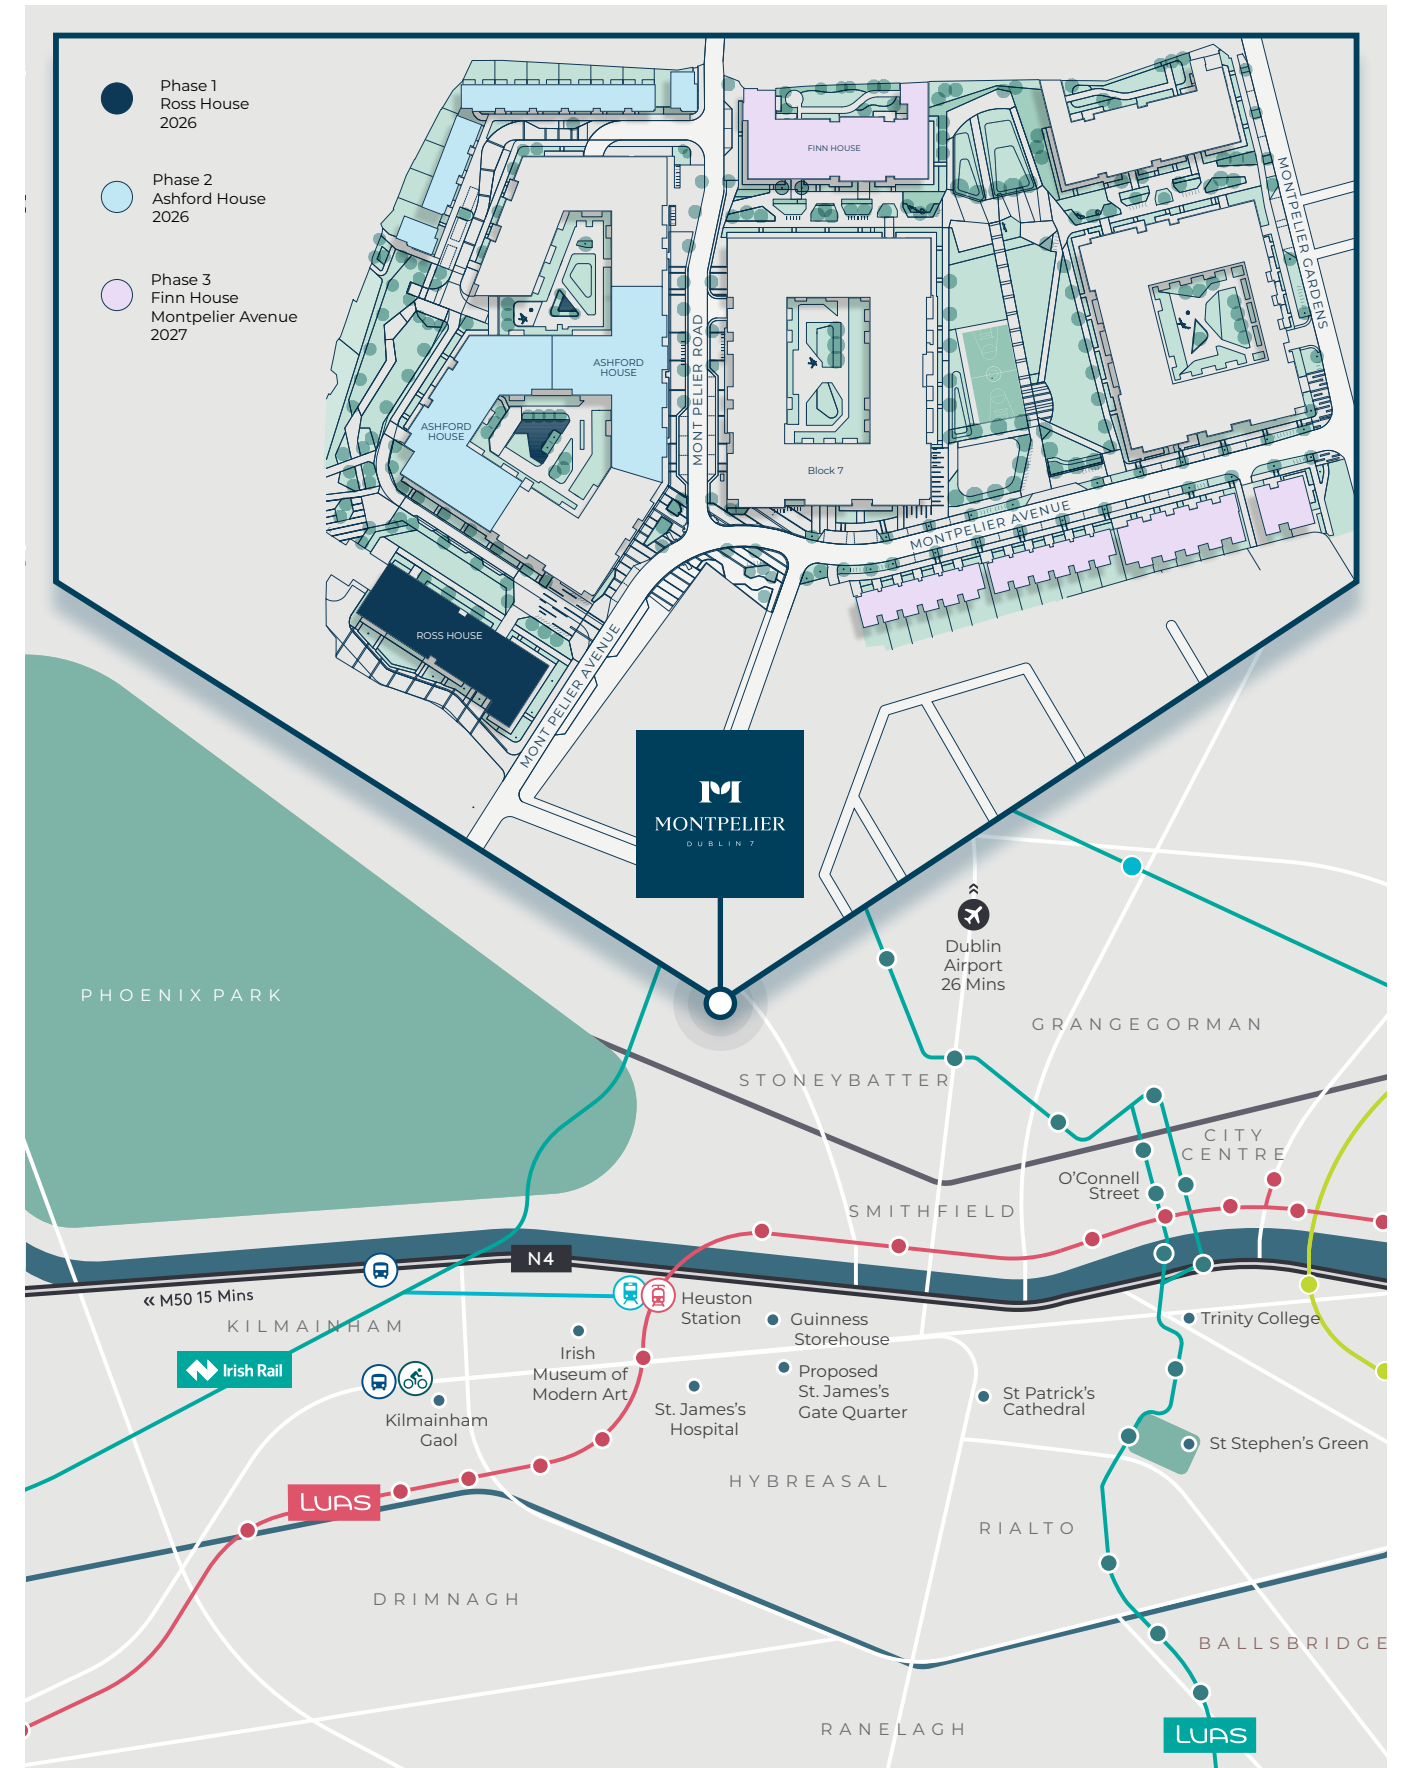 Phase 1
Ross House
2026
Phase 2
Ashford House
2026
Phase 3
Finn House
Montpelier Avenue
2027
FINN HOUSE
MONTPELIER GARDENS
MONTPELIER ROAD
ASHFORD
HOUSE
ASHFORD
HOUSE
Block 7
MONTPELIER AVENUE
ROSS HOUSE
MONTPELIER AVENUE
MONTPELIER
DUBLIN 7
Dublin
Airport
26 Mins
PHOENIX PARK
GRANGEGORMAN
STONEYBATTER
CITY
CENTRE
O'Connell
Street
SMITHFIELD
N4
« M50 15 Mins
Heuston
Station
KILMAINHAM
Guinness
Storehouse
Trinity College
Irish Rail
Irish
Museum of
Modern Art
Proposed
St. James's
Gate Quarter
St. James's
Hospital
St Patrick's
Cathedral
Kilmainham
Gaol
St Stephen's Green
HYBREASAL
LUAS
RIALTO
DRIMNAGH
BALLSBRIDGE
RANELAGH
LUAS